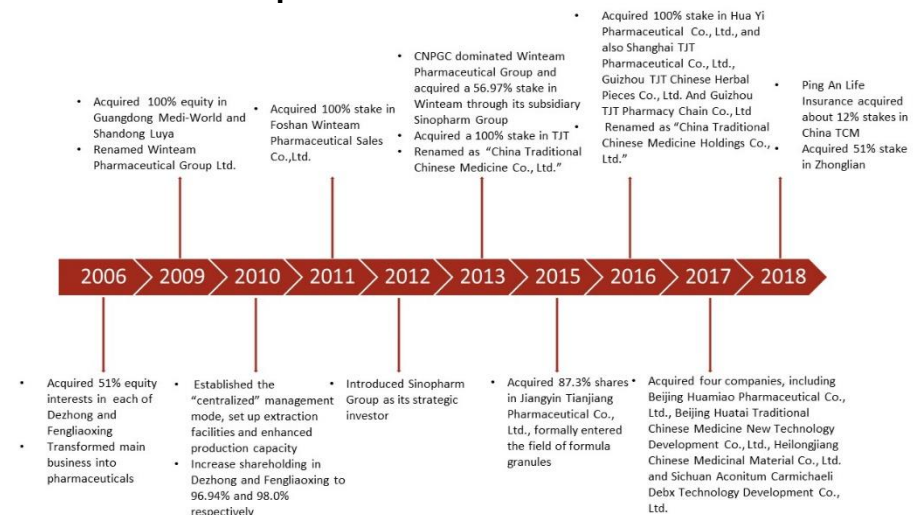 • Acquired 100% equity in
Guangdong Medi-World and
Shandong Luya
• Renamed Winteam
Pharmaceutical Group Ltd.
• Acquired 100% stake in
Foshan Winteam
Pharmaceutical Sales
Co.,Ltd.
• CNPGC dominated Winteam
Pharmaceutical Group and
acquired a 56.97% stake in
Winteam through its subsidiary
Sinopharm Group
• Acquired a 100% stake in TJT
• Renamed as “China Traditional
Chinese Medicine Co., Ltd.”
• Acquired 100% stake in Hua Yi
Pharmaceutical Co., Ltd., and
also Shanghai TJT
Pharmaceutical Co., Ltd.,
Guizhou TJT Chinese Herbal
Pieces Co., Ltd. And Guizhou
TJT Pharmacy Chain Co., Ltd
• Renamed as “China Traditional
Chinese Medicine Holdings Co.,
Ltd.”
• Ping An Life
Insurance acquired
about 12% stakes in
China TCM
• Acquired 51% stake
in Zhonglian
2006 2009 2010 2011 2012 2013 2015 2016 2017 2018
• Acquired 51% equity
interests in each of
Dezhong and
Fengliaoxing
• Transformed main
business into
pharmaceuticals
• Established the
“centralized” management
mode, set up extraction
facilities and enhanced
production capacity
• Increase shareholding in
Dezhong and Fengliaoxing to
96.94% and 98.0%
respectively
• Introduced Sinopharm
Group as its strategic
investor
• Acquired 87.3% shares
in Jiangyin Tianjiang
Pharmaceutical Co.,
Ltd., formally entered
the field of formula
granules
• Acquired four companies, including
Beijing Huamiao Pharmaceutical Co.,
Ltd., Beijing Huatai Traditional
Chinese Medicine New Technology
Development Co., Ltd., Heilongjiang
Chinese Medicinal Material Co., Ltd.
and Sichuan Aconitum Carmichaeli
Debx Technology Development Co.,
Ltd.